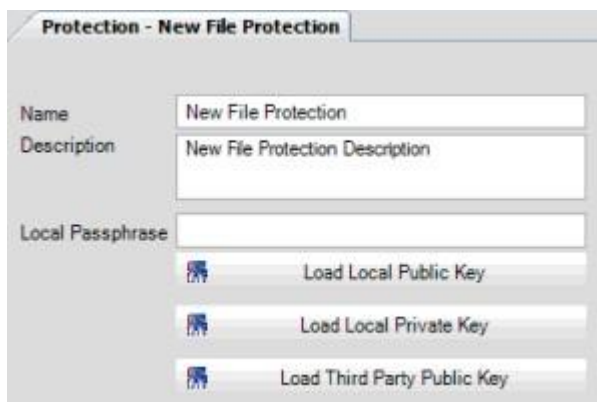 Protection - New File Protection
Name
New File Protection
Description
New File Protection Description
Local Passphrase
Load Local Public Key
Load Local Private Key
Load Third Party Public Key